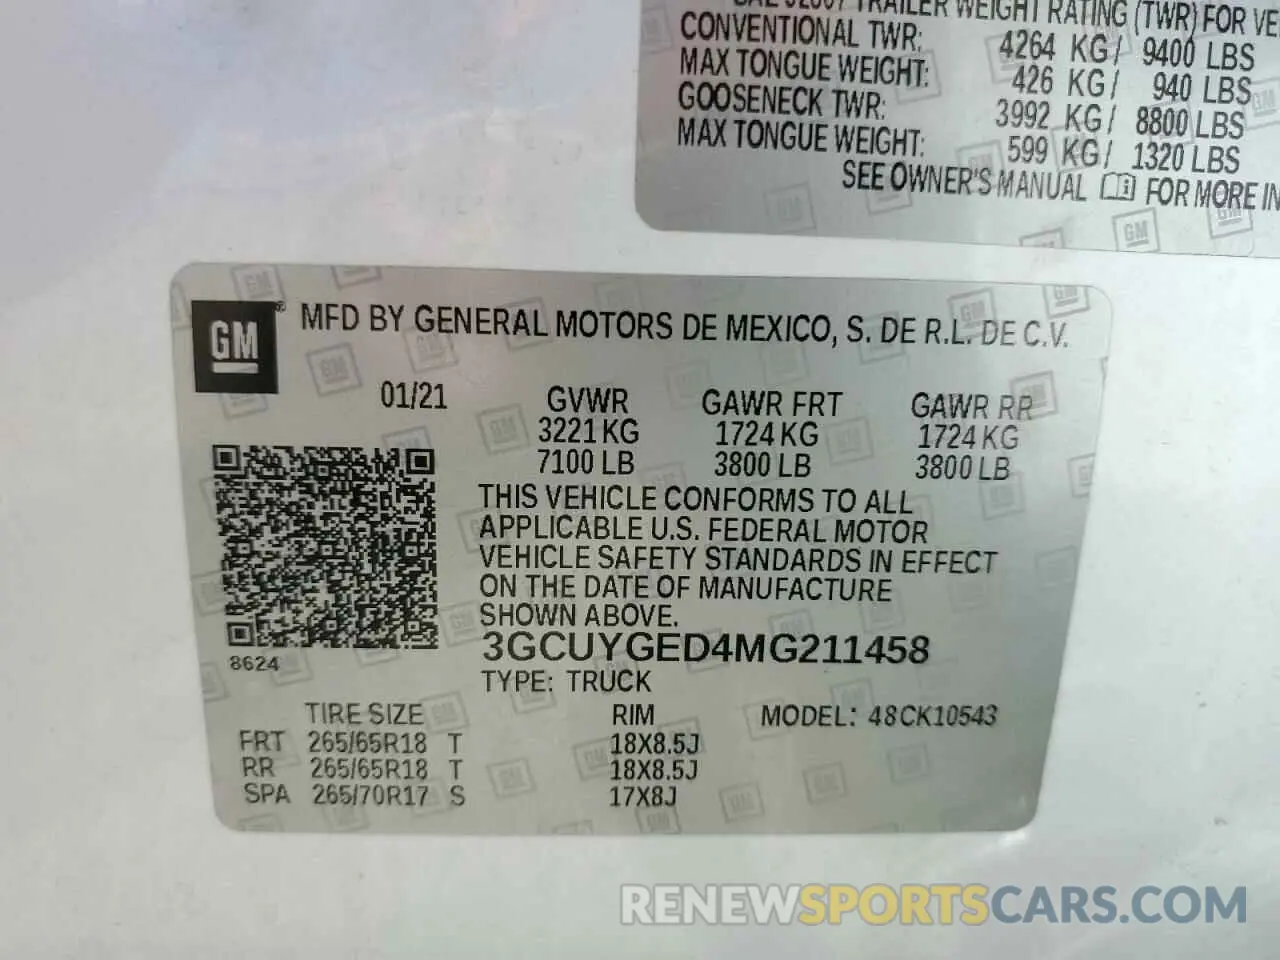 TRAILER WEIGHT RATING (TWR) FOR
CONVENTIONAL TWR: 4264 KG/ 9400 LBS
MAX TONGUE WEIGHT: 426 KG/ 940 LBS
GOOSENECK TWR: 3992 KG/ 8800 LBS
MAX TONGUE WEIGHT: 599 KG/ 1320 LBS
SEE OWNER'S MANUAL FOR MORE
GM® MFD BY GENERAL MOTORS DE MEXICO, S. DE R.L. DE C.V.
01/21 GVWR GAWR FRT GAWR RR
3221 KG 1724 KG 1724 KG
7100 LB 3800 LB 3800 LB
THIS VEHICLE CONFORMS TO ALL
APPLICABLE U.S. FEDERAL MOTOR
VEHICLE SAFETY STANDARDS IN EFFECT
ON THE DATE OF MANUFACTURE
SHOWN ABOVE.
3GCUYGED4MG211458
8624
TYPE: TRUCK
TIRE SIZE RIM MODEL: 48CK10543
FRT 265/65R18 T 18X8.5J
RR 265/65R18 T 18X8.5J
SPA 265/70R17 S 17X8J
RENEWSPORTSCARS.COM